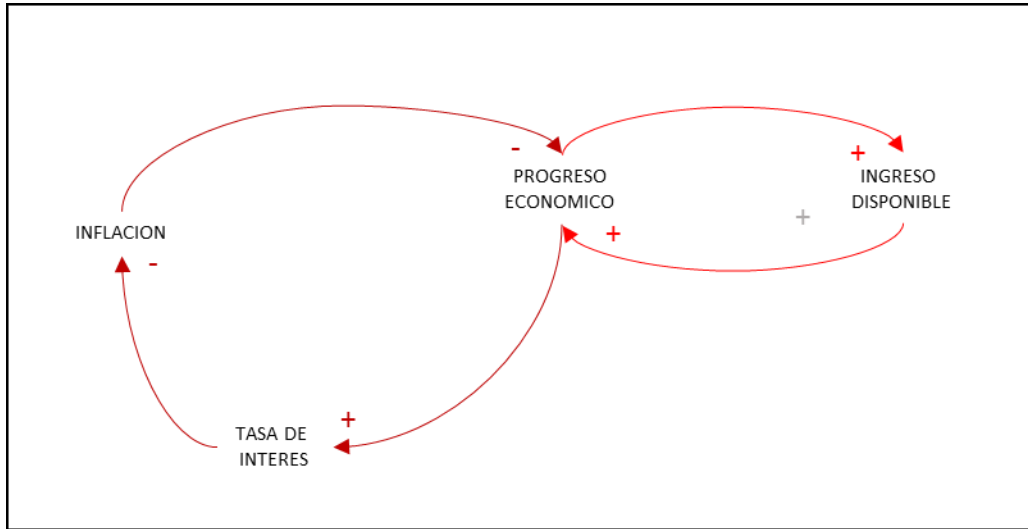 -
PROGRESO
ECONOMICO
+
INGRESO
DISPONIBLE
+
+
INFLACION
-
+
TASA DE
INTERES